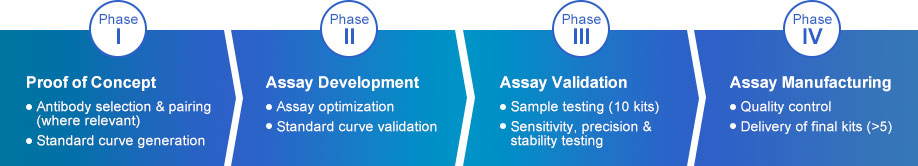 Phase
I
Proof of Concept
• Antibody selection & pairing
(where relevant)
• Standard curve generation
Phase
II
Assay Development
• Assay optimization
• Standard curve validation
Phase
III
Assay Validation
• Sample testing (10 kits)
• Sensitivity, precision &
stability testing
Phase
IV
Assay Manufacturing
• Quality control
• Delivery of final kits (>5)